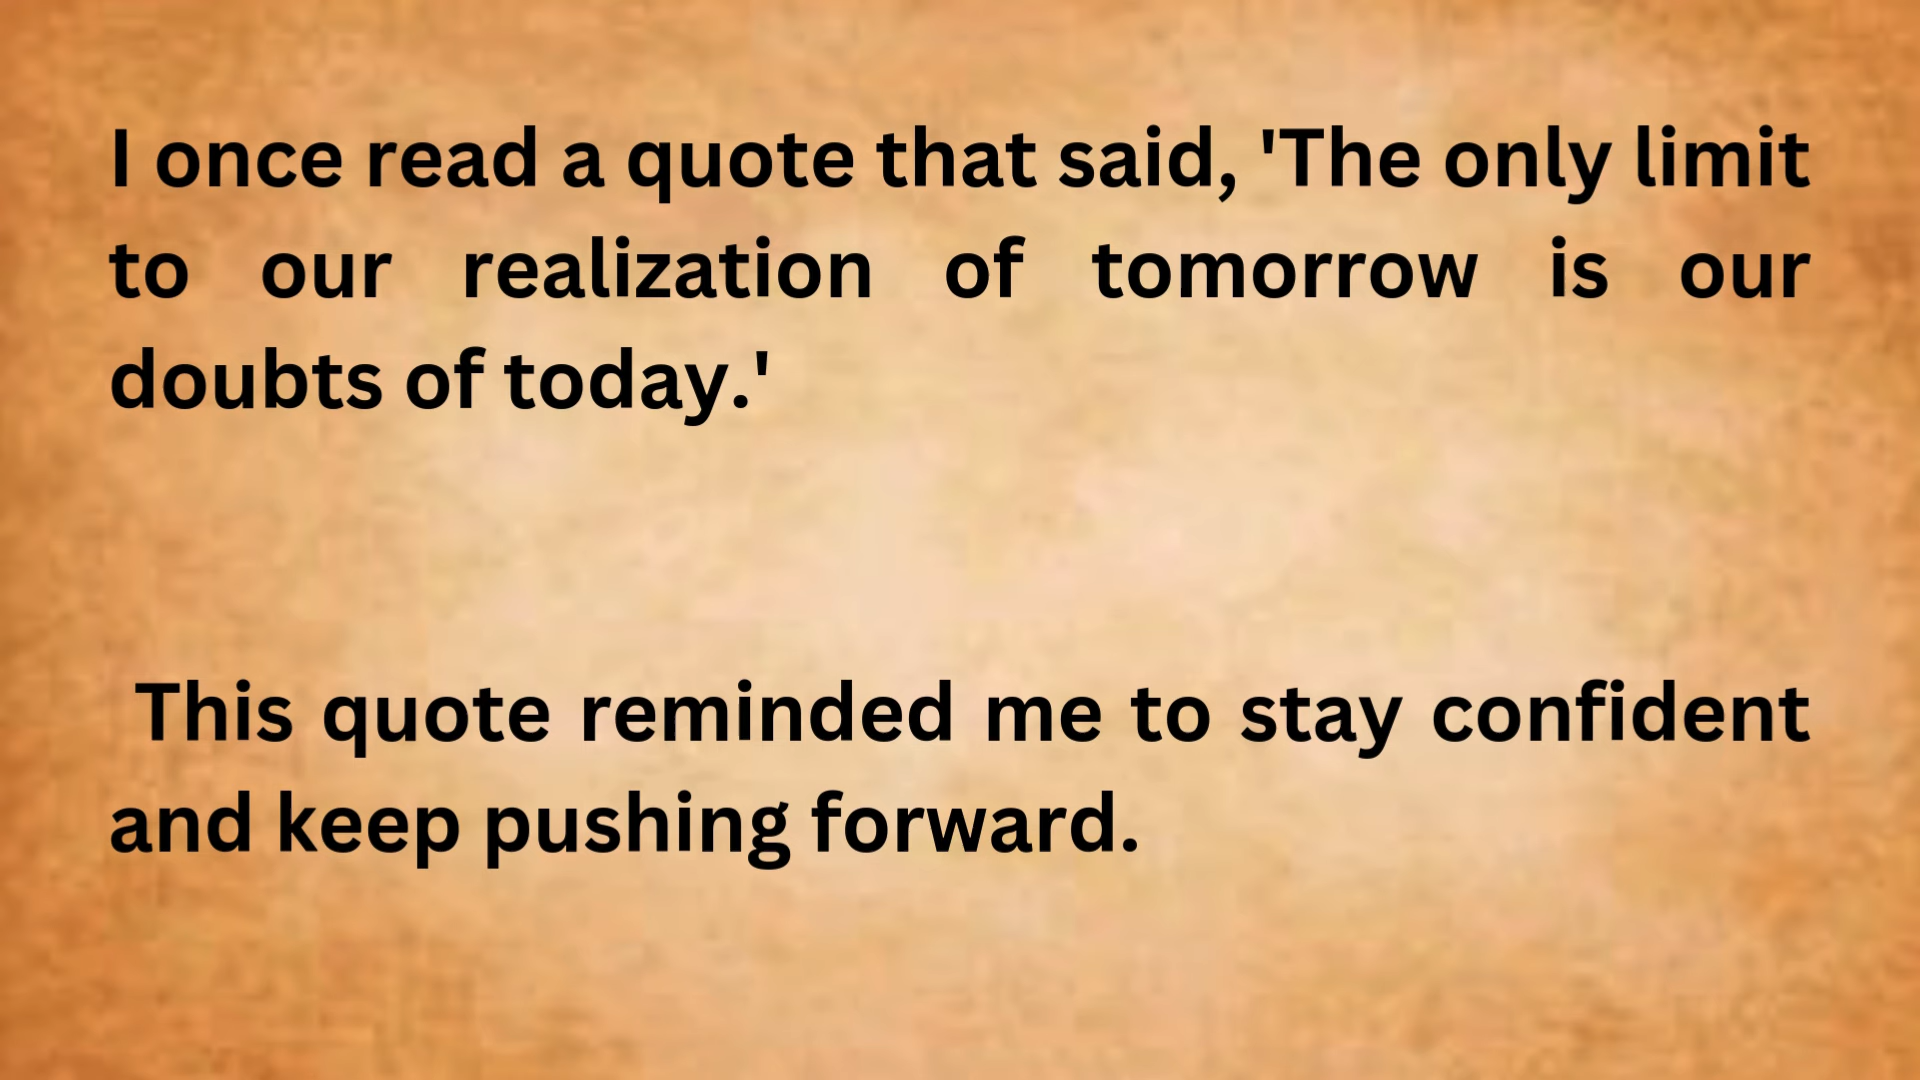 I once read a quote that said, 'The only limit
to our realization of tomorrow is our
doubts of today.'
This quote reminded me to stay confident
and keep pushing forward.